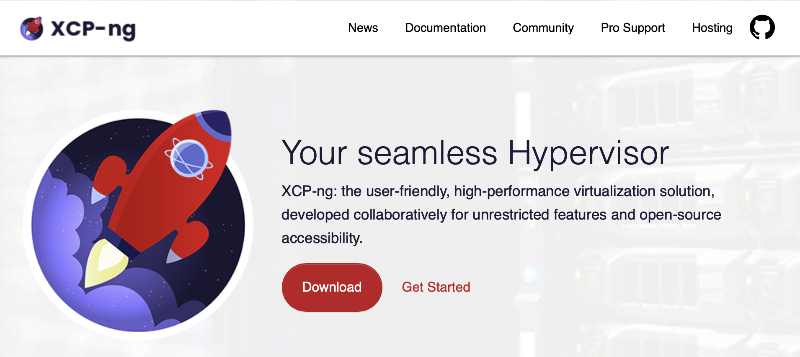 XCP-ng
News
Documentation
Community
Pro Support
Hosting
Your seamless Hypervisor
XCP-ng: the user-friendly, high-performance virtualization solution,
developed collaboratively for unrestricted features and open-source
accessibility.
Download
Get Started